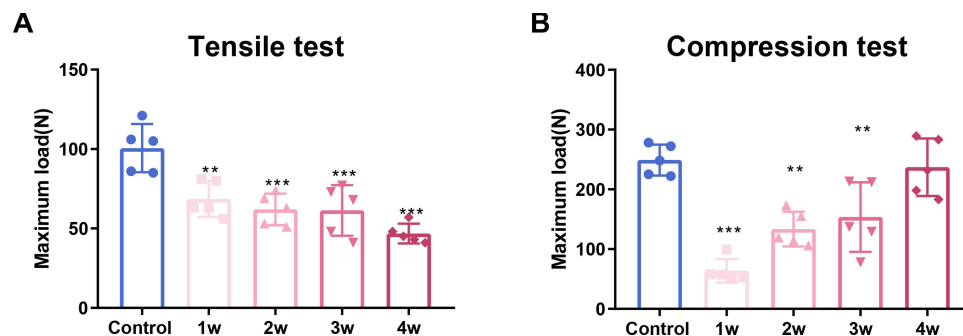 A
Tensile test
Maximum load(N)
150
100
50
0
**
***
***
***
Control 1w 2w 3w 4w
B
Compression test
Maximum load(N)
400
300
200
100
0
***
**
**
Control 1w 2w 3w 4w